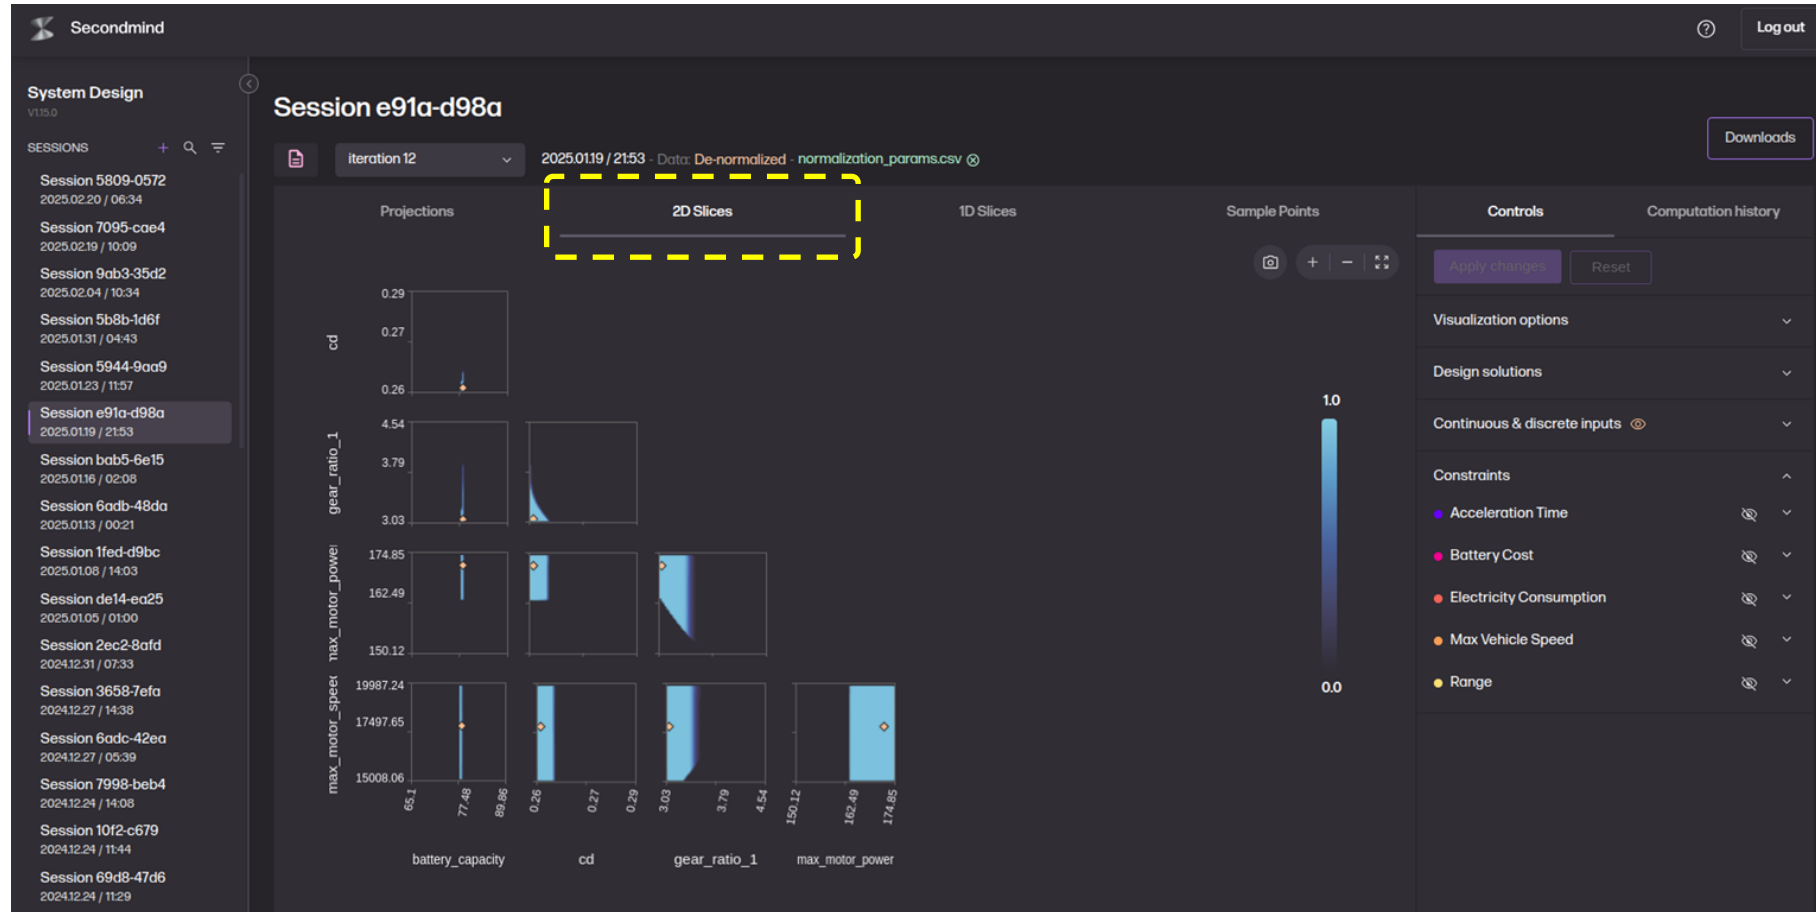 Secondmind
Log out
System Design
V1.15.0
SESSIONS
Session 5809-0572
2025.02.20 / 06:34
Session 7095-cae4
2025.02.19 / 10:09
Session 9ab3-35d2
2025.02.04 / 10:34
Session 5b8b-1d6f
2025.01.31 / 04:43
Session 5944-9aa9
2025.01.23 / 11:57
Session e91a-d98a
2025.01.19 / 21:53
Session bab5-6e15
2025.01.16 / 02:08
Session 6adb-48da
2025.01.13 / 00:21
Session 1fed-d9bc
2025.01.08 / 14:03
Session de14-ea25
2025.01.05 / 01:00
Session 2ec2-8afd
2024.12.31 / 07:33
Session 3658-7efa
2024.12.27 / 14:38
Session 6adc-42ea
2024.12.27 / 05:39
Session 7998-beb4
2024.12.24 / 14:08
Session 10f2-c679
2024.12.24 / 11:44
Session 69d8-47d6
2024.12.24 / 11:29
Session e91a-d98a
Downloads
iteration 12
2025.01.19 / 21:53 - Data: De-normalized - normalization_params.csv
Projections 2D Slices 1D Slices Sample Points
cd
0.29
0.27
0.26
gear_ratio_1
4.54
3.79
3.03
max_motor_power
174.85
162.49
150.12
max_motor_speed
19987.24
17497.65
15008.06
65.1 77.48 89.86 0.26 0.27 0.29 3.03 3.79 4.54 150.12 162.49 174.85
battery_capacity cd gear_ratio_1 max_motor_power
1.0
0.0
Controls Computation history
Apply changes Reset
Visualization options
Design solutions
Continuous & discrete inputs
Constraints
Acceleration Time
Battery Cost
Electricity Consumption
Max Vehicle Speed
Range